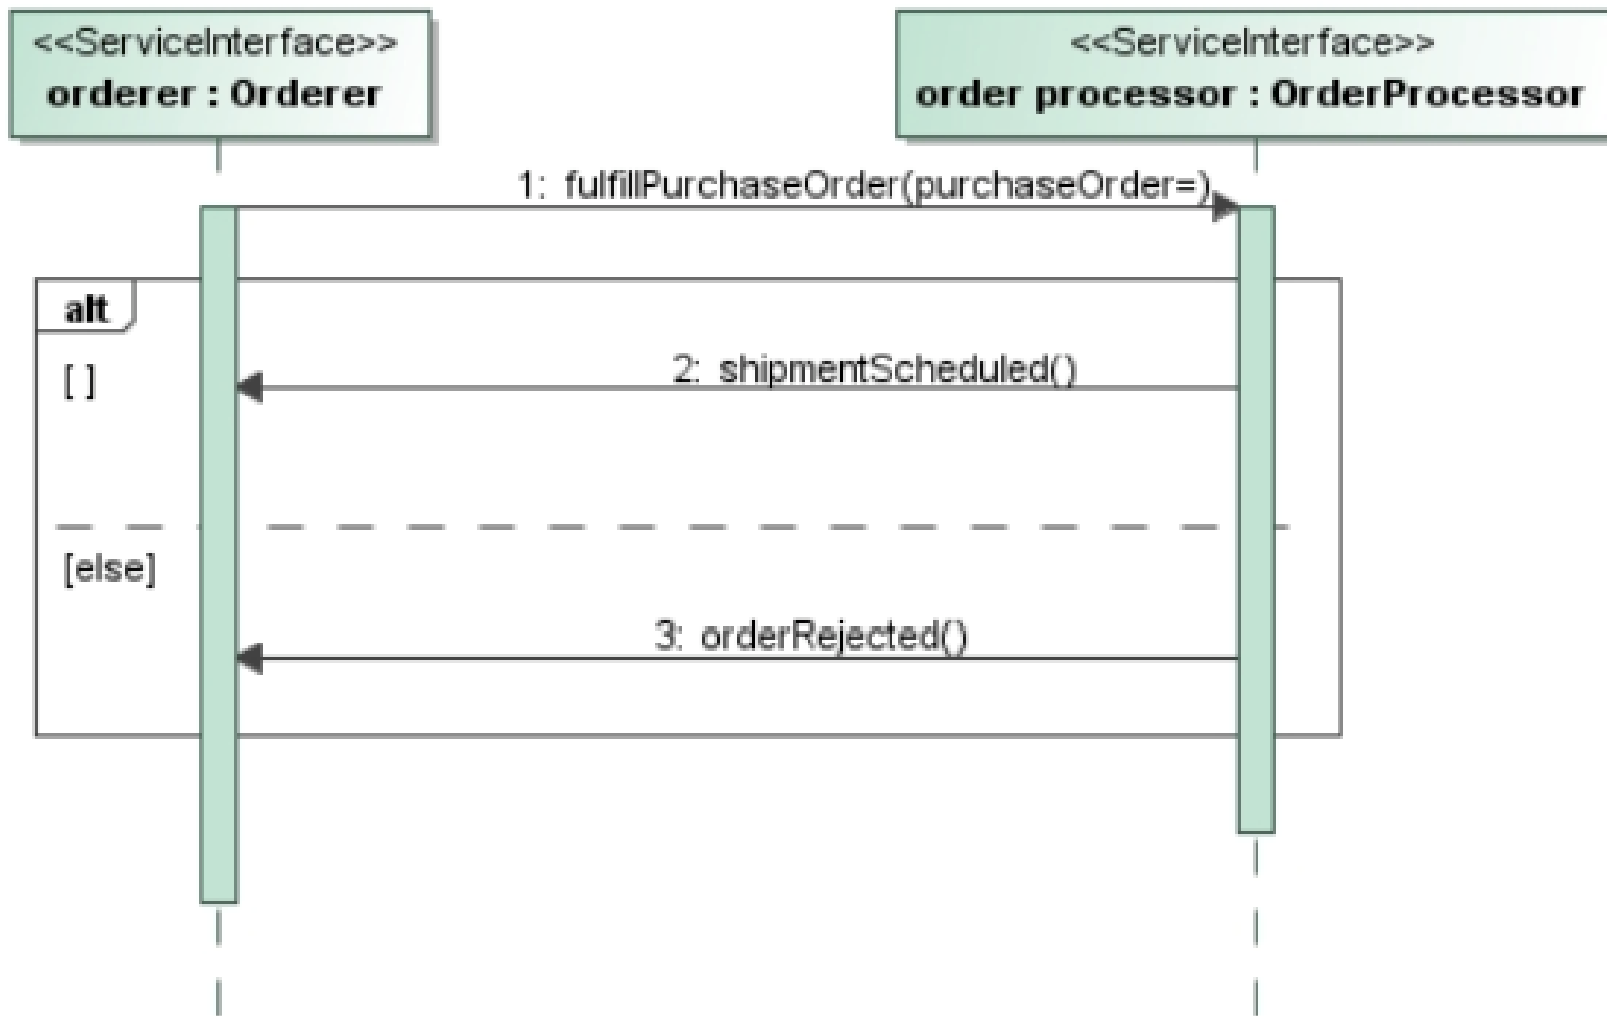 <<ServiceInterface>>
orderer : Orderer
<<ServiceInterface>>
order processor : OrderProcessor
1: fulfillPurchaseOrder(purchaseOrder=)
alt
[ ]
2: shipmentScheduled()
[else]
3: orderRejected()